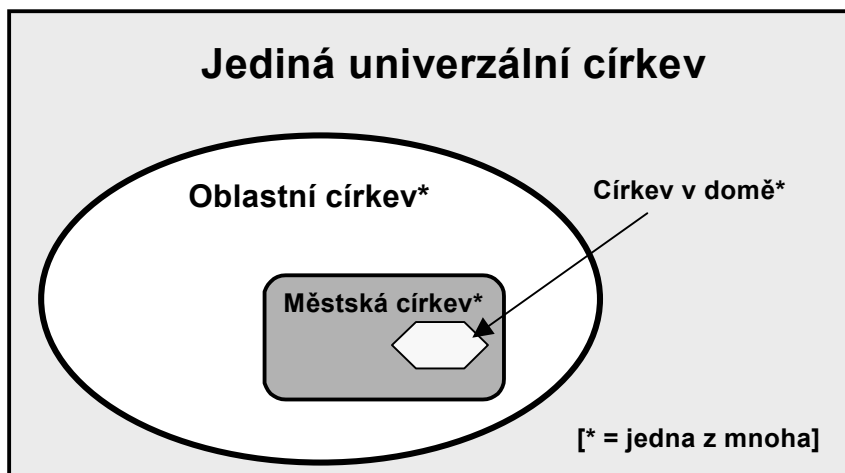 Jediná univerzální církev
Oblastní církev*
Církev v domě*
Městská církev*
[* = jedna z mnoha]